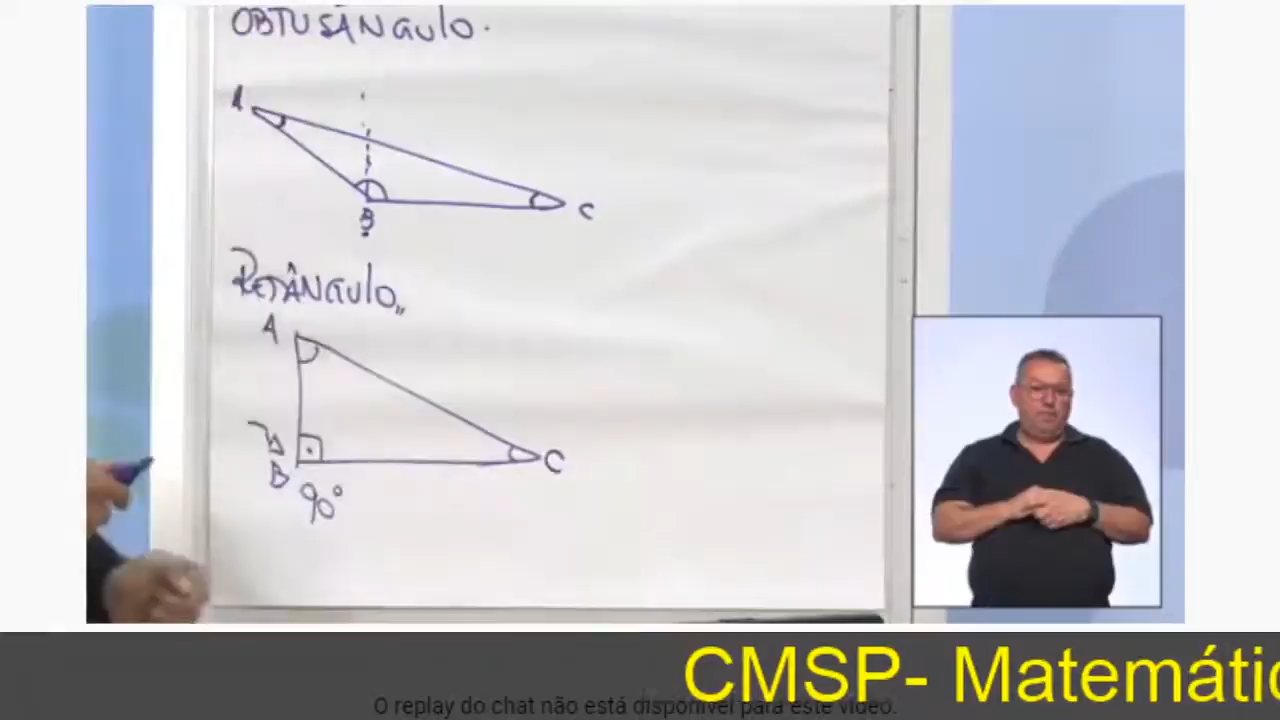 OBTUSÂNGULO.
A
B
C
RETÂNGULO,,
A
B
C
90°
CMSP- Matemátic
O replay do chat não está disponível para este vídeo.